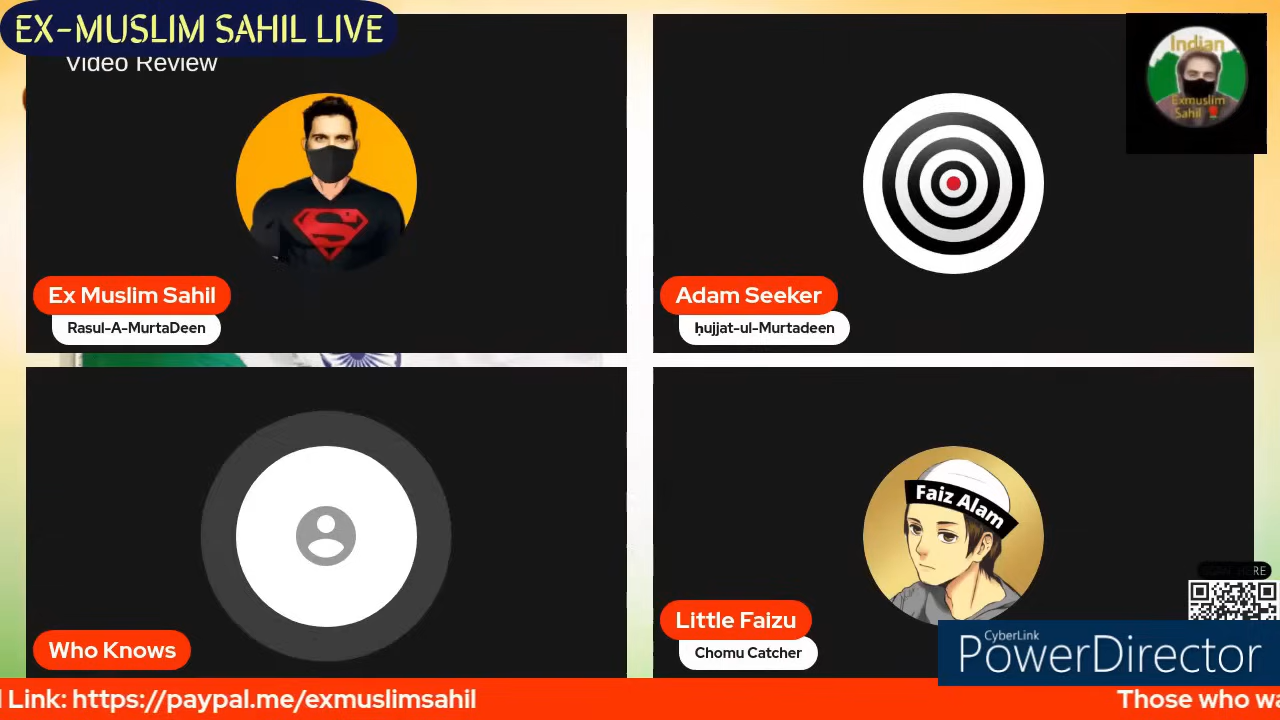 EX-MUSLIM SAHIL LIVE
Video Review
Indian
Exmuslim
Sahil
Ex Muslim Sahil
Rasul-A-MurtaDeen
Adam Seeker
ḥujjat-ul-Murtadeen
Who Knows
Faiz Alam
Little Faizu
Chomu Catcher
RE
CyberLink
PowerDirector
l Link: https://paypal.me/exmuslimsahil
Those who wa